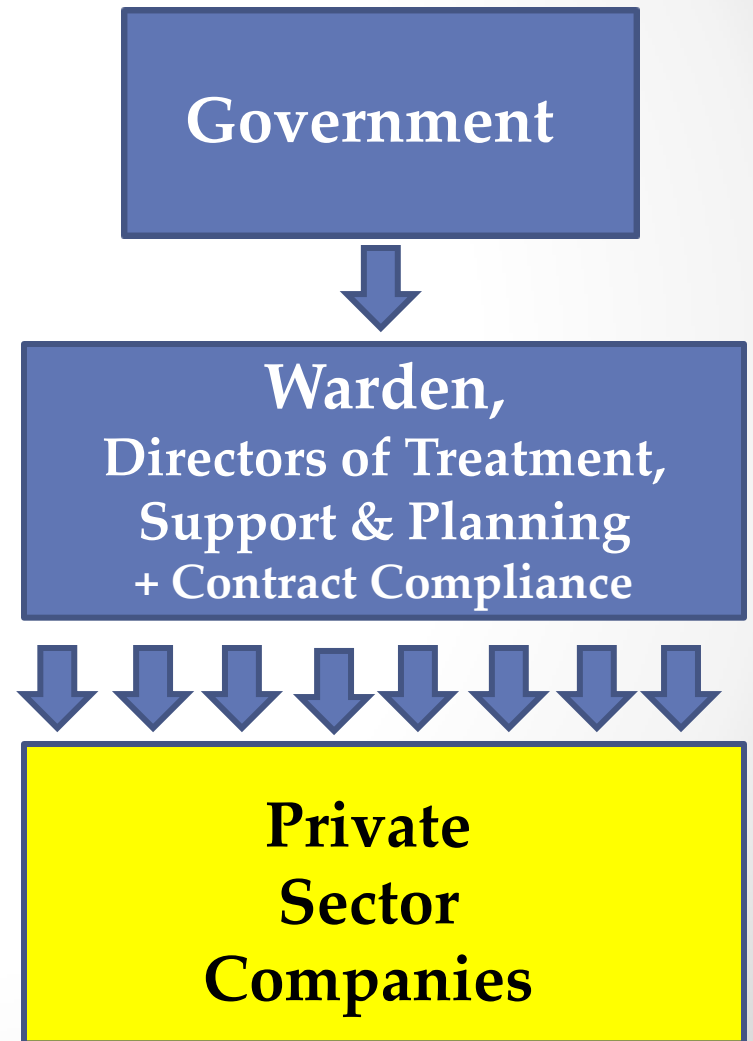 Government
Warden,
Directors of Treatment,
Support & Planning
+ Contract Compliance
Private
Sector
Companies